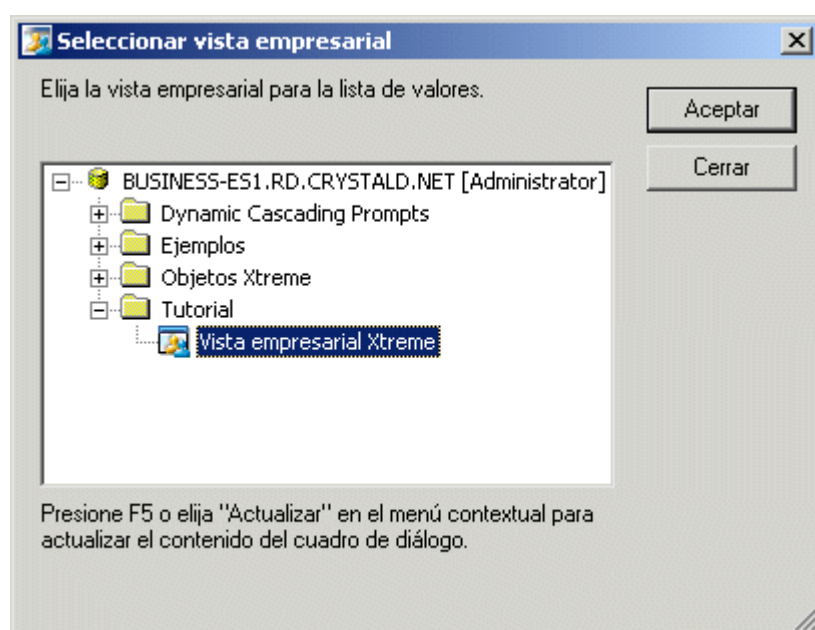 Seleccionar vista empresarial
Elija la vista empresarial para la lista de valores.
Aceptar
Cerrar
BUSINESS-ES1.RD.CRYSTALD.NET [Administrator]
Dynamic Cascading Prompts
Ejemplos
Objetos Xtreme
Tutorial
Vista empresarial Xtreme
Presione F5 o elija "Actualizar" en el menú contextual para
actualizar el contenido del cuadro de diálogo.